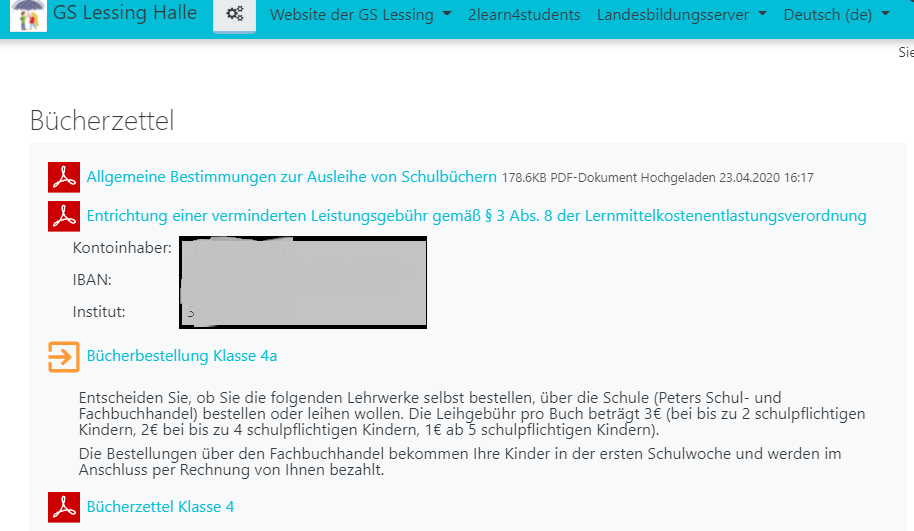 GS Lessing Halle Website der GS Lessing 2learn4students Landesbildungsserver Deutsch (de)
Bücherzettel
Allgemeine Bestimmungen zur Ausleihe von Schulbüchern 178.6KB PDF-Dokument Hochgeladen 23.04.2020 16:17
Entrichtung einer verminderten Leistungsgebühr gemäß § 3 Abs. 8 der Lernmittelkostenentlastungsverordnung
Kontoinhaber:
IBAN:
Institut:
Bücherbestellung Klasse 4a
Entscheiden Sie, ob Sie die folgenden Lehrwerke selbst bestellen, über die Schule (Peters Schul- und
Fachbuchhandel) bestellen oder leihen wollen. Die Leihgebühr pro Buch beträgt 3€ (bei bis zu 2 schulpflichtigen
Kindern, 2€ bei bis zu 4 schulpflichtigen Kindern, 1€ ab 5 schulpflichtigen Kindern).
Die Bestellungen über den Fachbuchhandel bekommen Ihre Kinder in der ersten Schulwoche und werden im
Anschluss per Rechnung von Ihnen bezahlt.
Bücherzettel Klasse 4